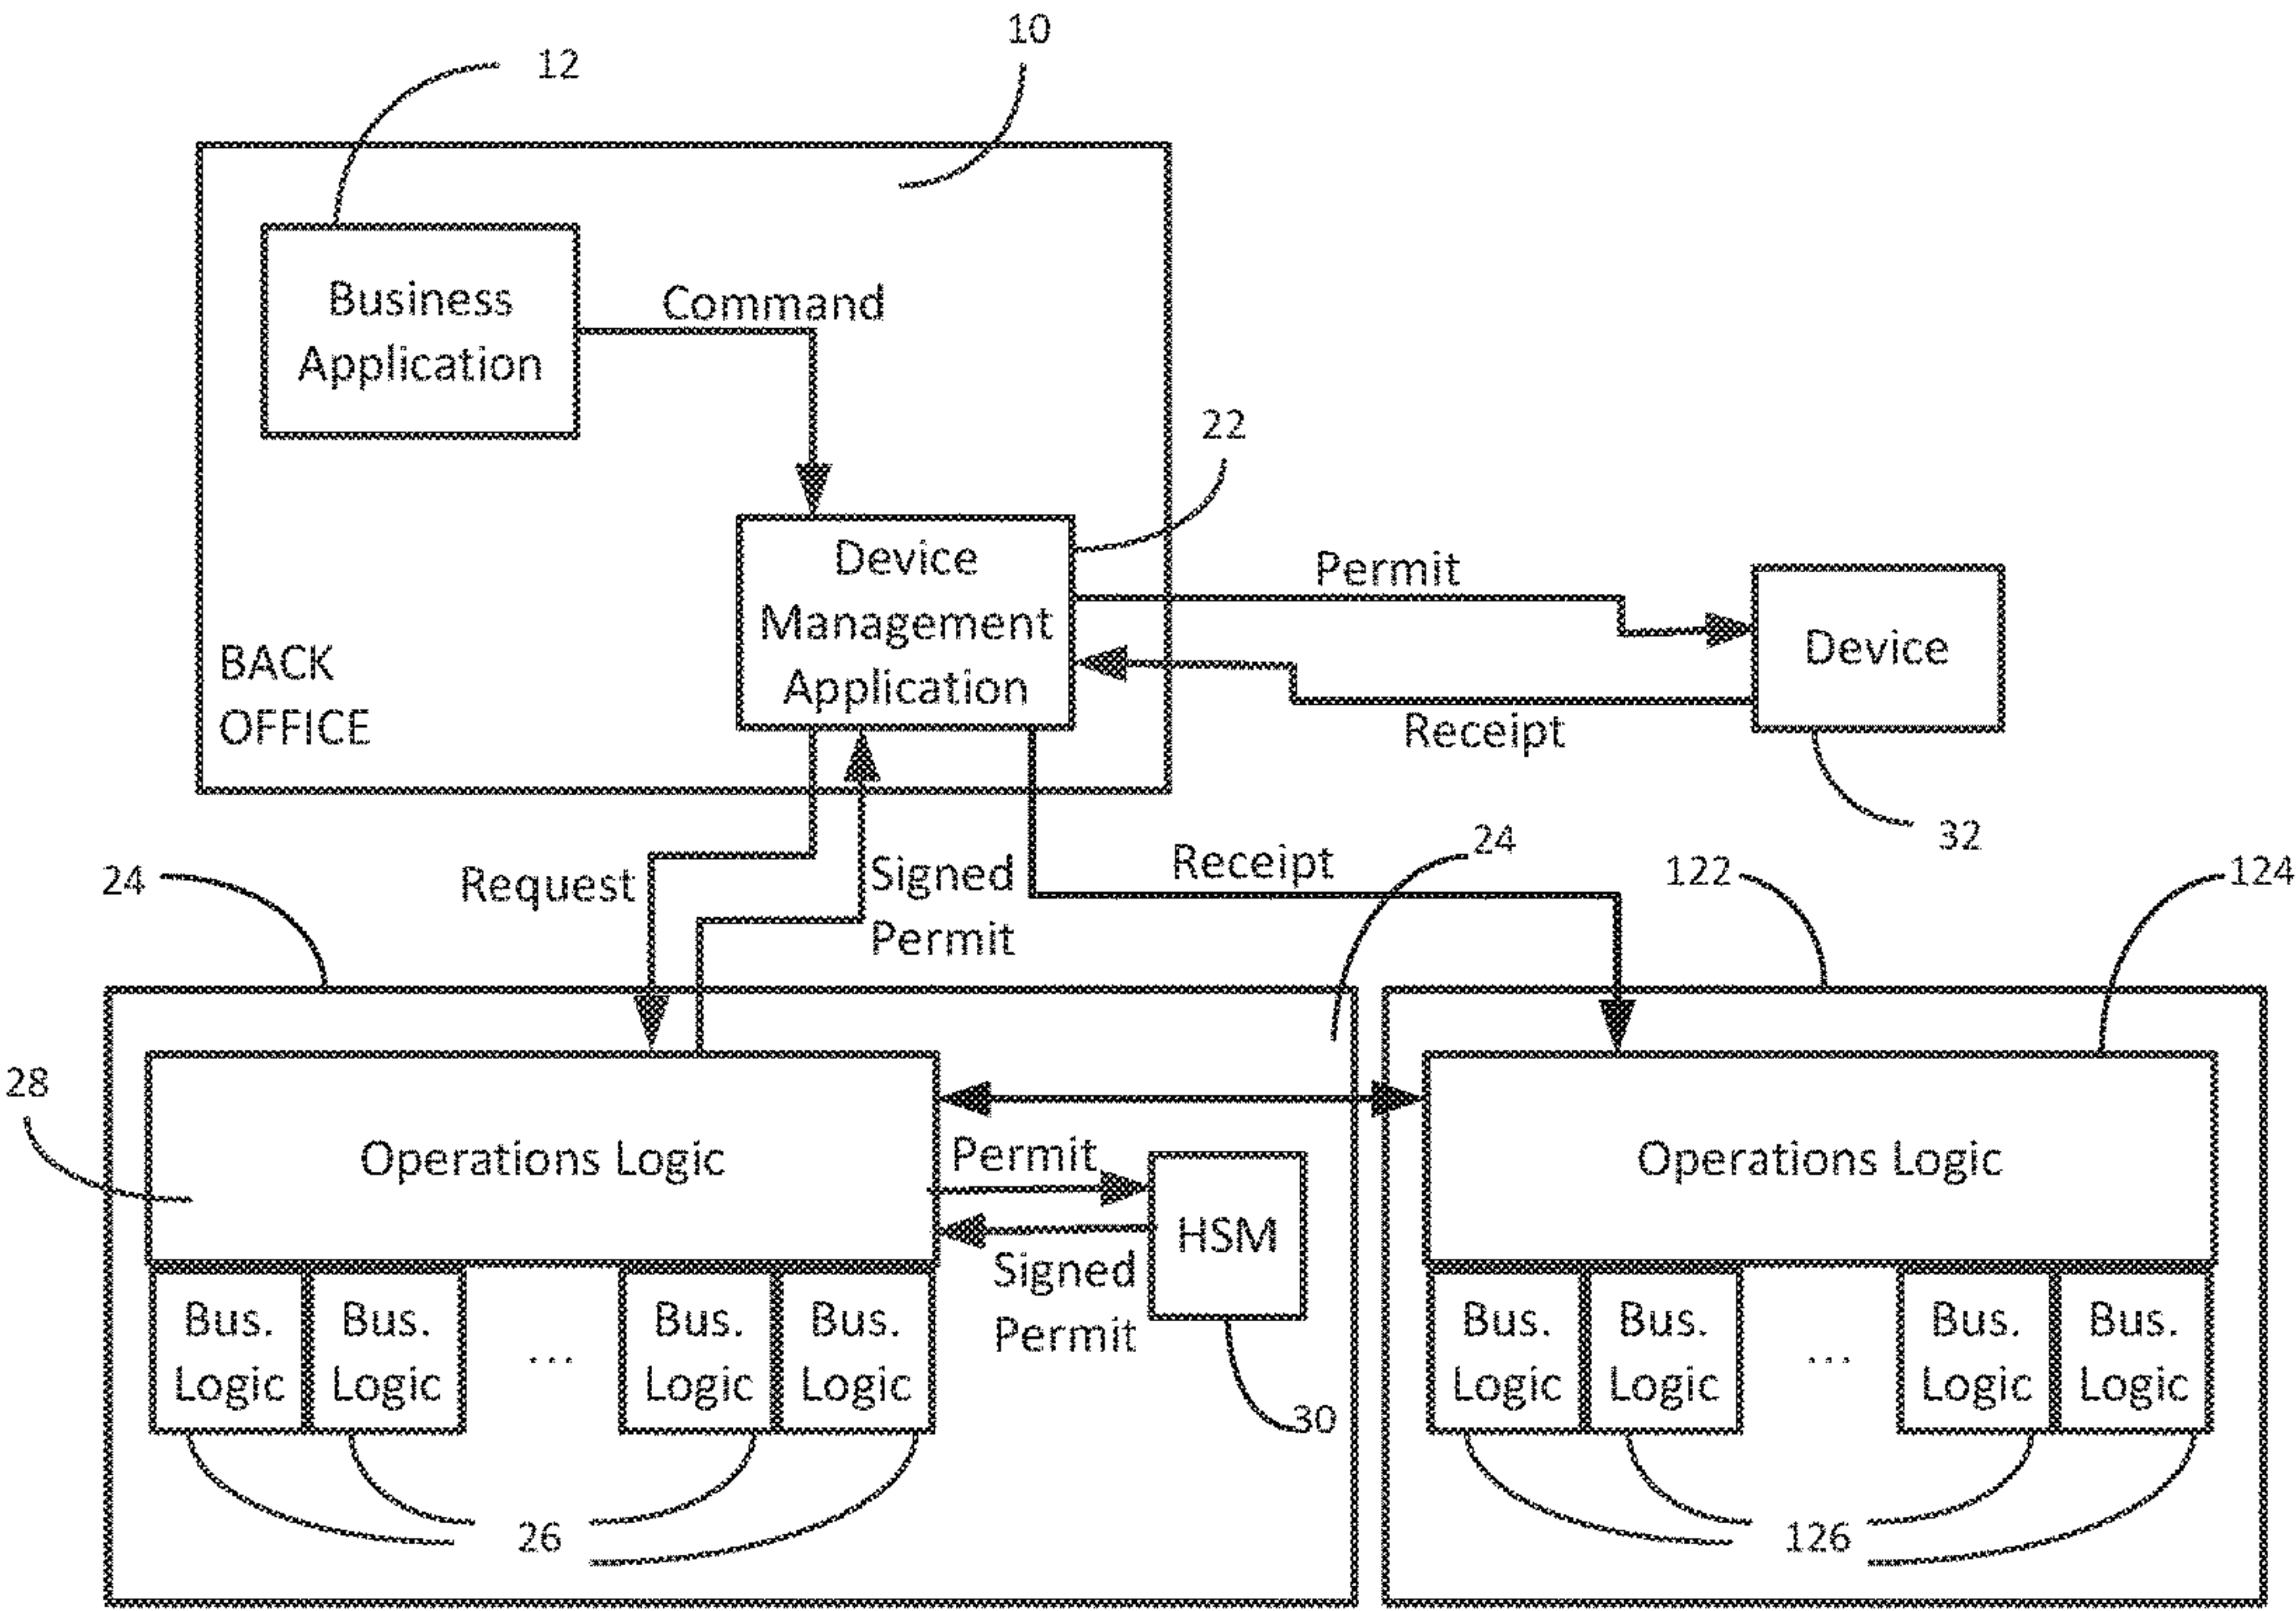 10
12
Business
Application
Command
22
Device
Management
Application
Permit
Device
Receipt
32
BACK
OFFICE
24
Request
Signed
Permit
Receipt
24
122
124
28
Operations Logic
Permit
HSM
Signed
Permit
30
Operations Logic
Bus.
Logic
Bus.
Logic
...
Bus.
Logic
Bus.
Logic
26
Bus.
Logic
Bus.
Logic
...
Bus.
Logic
Bus.
Logic
126